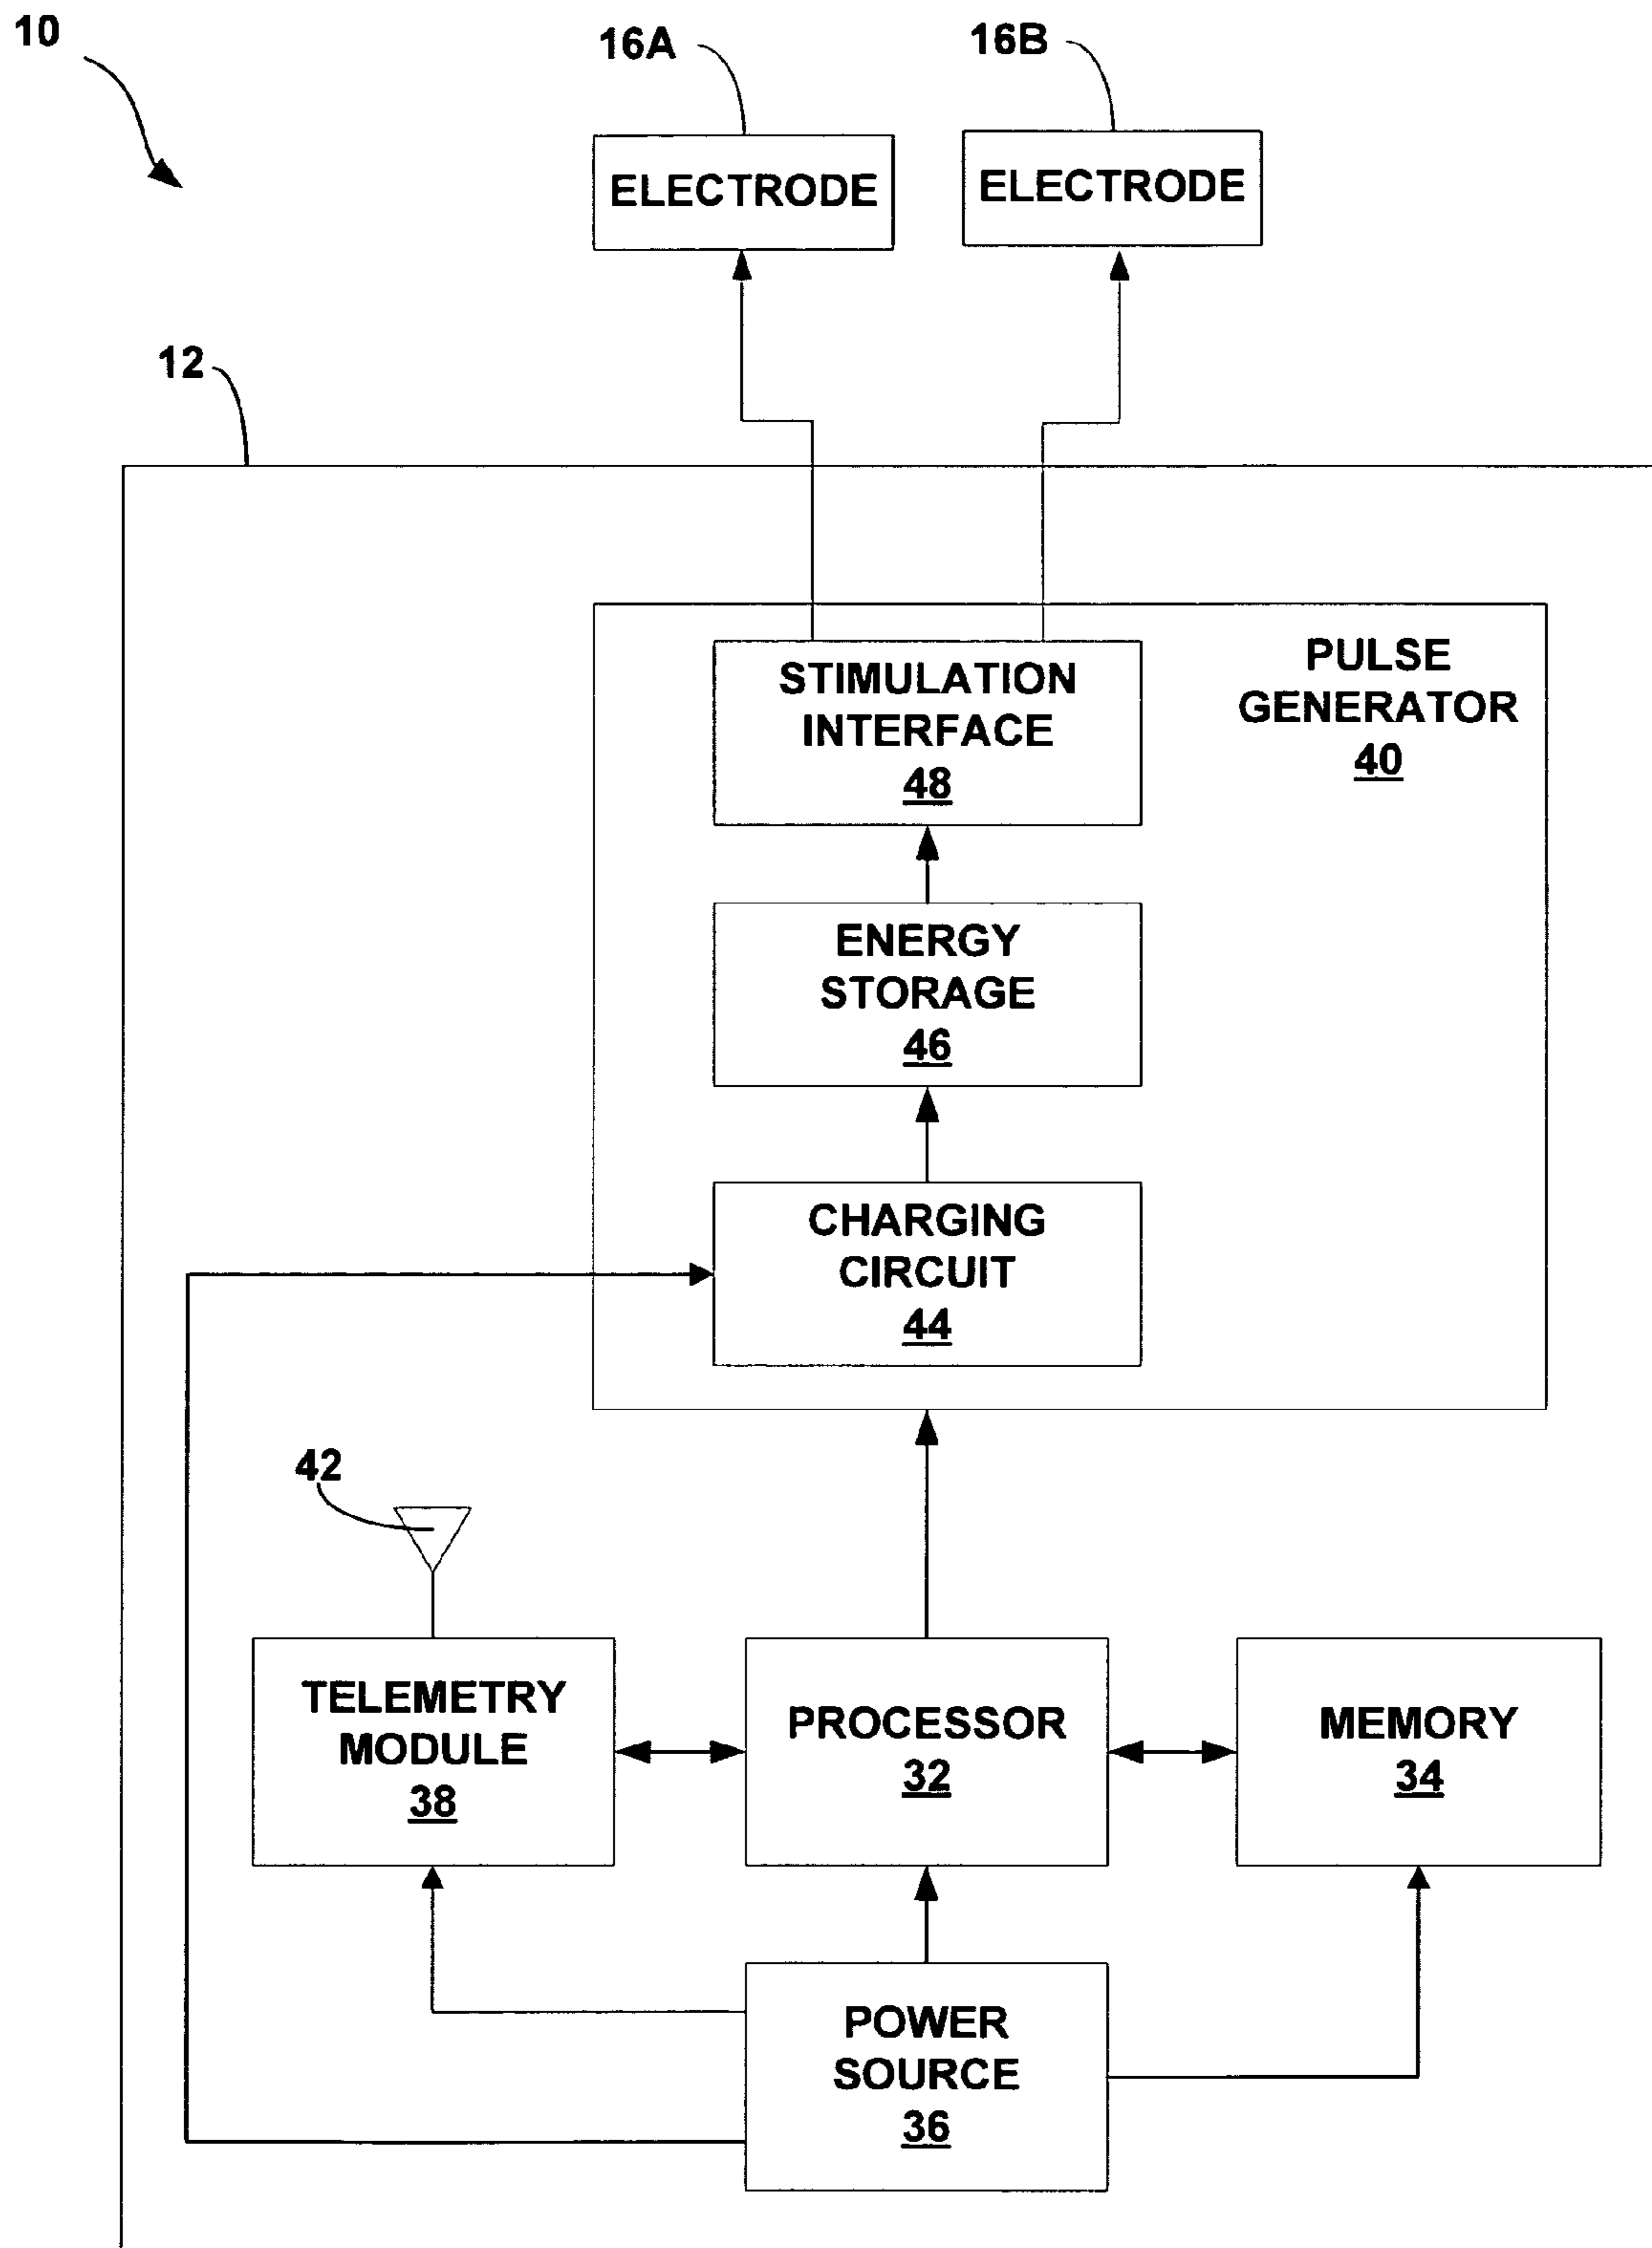 10
16A
16B
ELECTRODE
ELECTRODE
12
PULSE
GENERATOR
40
STIMULATION
INTERFACE
48
ENERGY
STORAGE
46
CHARGING
CIRCUIT
44
42
TELEMETRY
MODULE
38
PROCESSOR
32
MEMORY
34
POWER
SOURCE
36